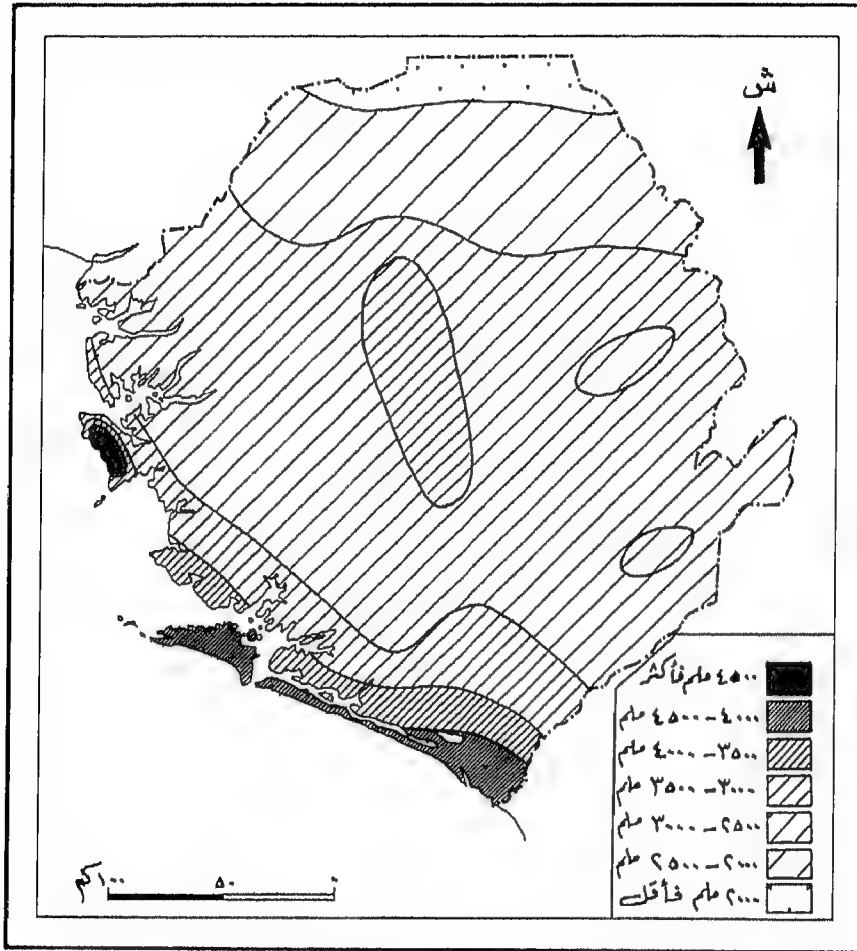 ش
٤٥٠٠ ملم فأكثر
٤٠٠٠ – ٤٥٠٠ ملم
٣٥٠٠ – ٤٠٠٠ ملم
٣٠٠٠ – ٣٥٠٠ ملم
٢٥٠٠ – ٣٠٠٠ ملم
٢٠٠٠ – ٢٥٠٠ ملم
٢٠٠٠ ملم فأقل
٠ ٥٠ ١٠٠ كم